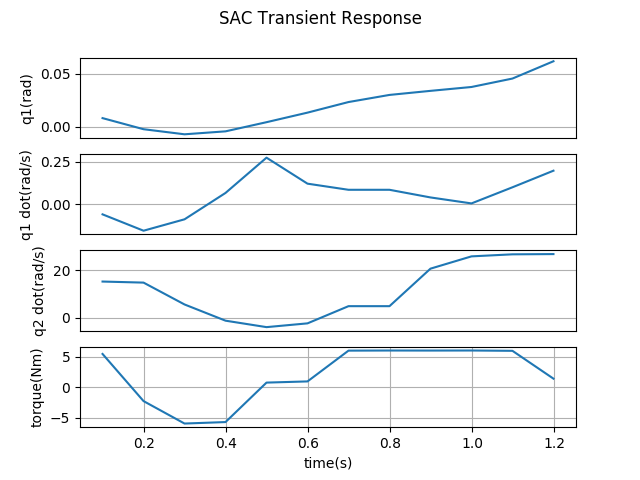 SAC Transient Response
q1(rad)
0.05
0.00
q1 dot(rad/s)
0.25
0.00
q2 dot(rad/s)
20
0
torque(Nm)
5
0
−5
0.2 0.4 0.6 0.8 1.0 1.2
time(s)